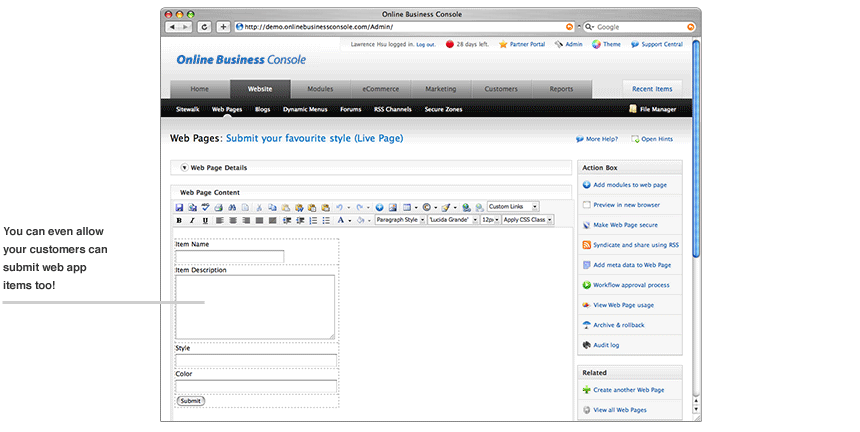 Online Business Console
http://demo.onlinebusinessconsole.com/Admin/
Google
Lawrence Hsu logged in. Log out. 28 days left. Partner Portal Admin Theme Support Central
Online Business Console
Home Website Modules eCommerce Marketing Customers Reports Recent Items
Sitewalk Web Pages Blogs Dynamic Menus Forums RSS Channels Secure Zones File Manager
Web Pages: Submit your favourite style (Live Page)
More Help? Open Hints
Web Page Details
Web Page Content
Custom Links
B I U A Paragraph Style 'Lucida Grande' 12px Apply CSS Class
Item Name
Item Description
Style
Color
Submit
Action Box
Add modules to web page
Preview in new browser
Make Web Page secure
Syndicate and share using RSS
Add meta data to Web Page
Workflow approval process
View Web Page usage
Archive & rollback
Audit log
Related
Create another Web Page
View all Web Pages
You can even allow
your customers can
submit web app
items too!